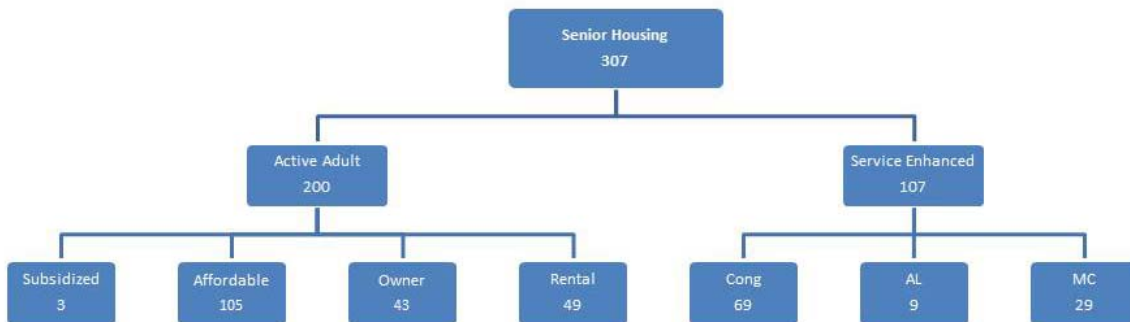 Senior Housing
307
Active Adult
200
Service Enhanced
107
Subsidized
3
Affordable
105
Owner
43
Rental
49
Cong
69
AL
9
MC
29